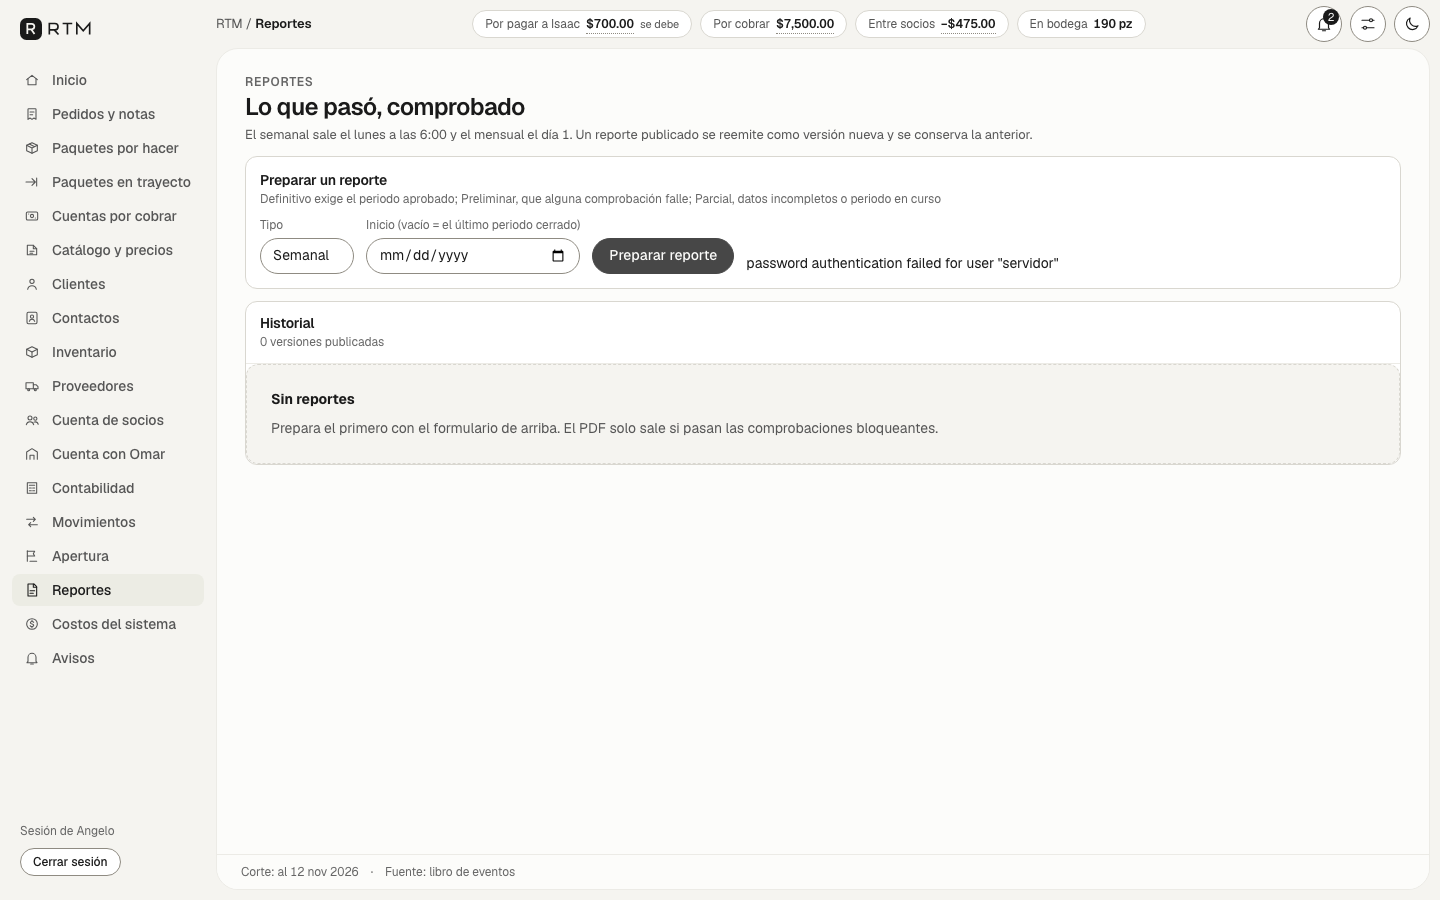 R RTM
RTM / Reportes
Por pagar a Isaac $700.00 se debe
Por cobrar $7,500.00
Entre socios −$475.00
En bodega 190 pz
2
Inicio
Pedidos y notas
Paquetes por hacer
Paquetes en trayecto
Cuentas por cobrar
Catálogo y precios
Clientes
Contactos
Inventario
Proveedores
Cuenta de socios
Cuenta con Omar
Contabilidad
Movimientos
Apertura
Reportes
Costos del sistema
Avisos
Sesión de Angelo
Cerrar sesión
REPORTES
Lo que pasó, comprobado
El semanal sale el lunes a las 6:00 y el mensual el día 1. Un reporte publicado se reemite como versión nueva y se conserva la anterior.
Preparar un reporte
Definitivo exige el periodo aprobado; Preliminar, que alguna comprobación falle; Parcial, datos incompletos o periodo en curso
Tipo
Inicio (vacío = el último periodo cerrado)
Semanal
mm/dd/yyyy
Preparar reporte
password authentication failed for user "servidor"
Historial
0 versiones publicadas
Sin reportes
Prepara el primero con el formulario de arriba. El PDF solo sale si pasan las comprobaciones bloqueantes.
Corte: al 12 nov 2026 · Fuente: libro de eventos